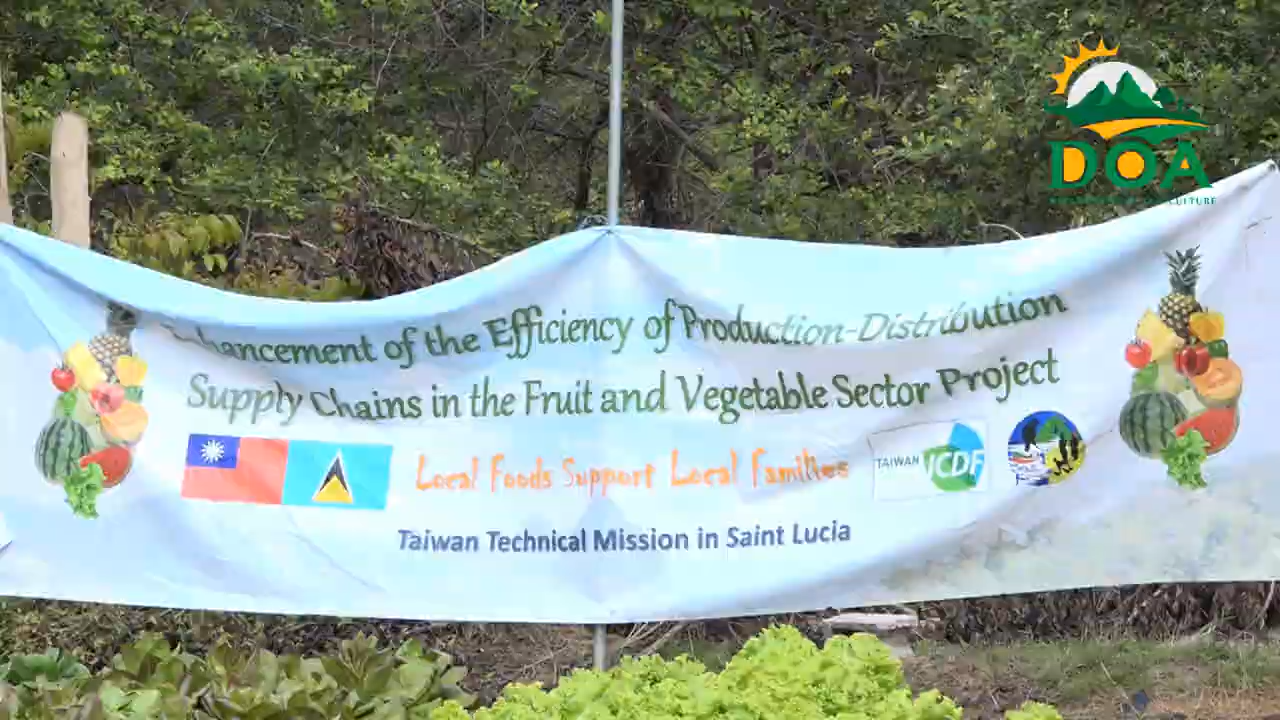 DOA
Enhancement of the Efficiency of Production-Distribution
Supply Chains in the Fruit and Vegetable Sector Project
Local Foods Support Local Families
TAIWAN ICDF
Taiwan Technical Mission in Saint Lucia